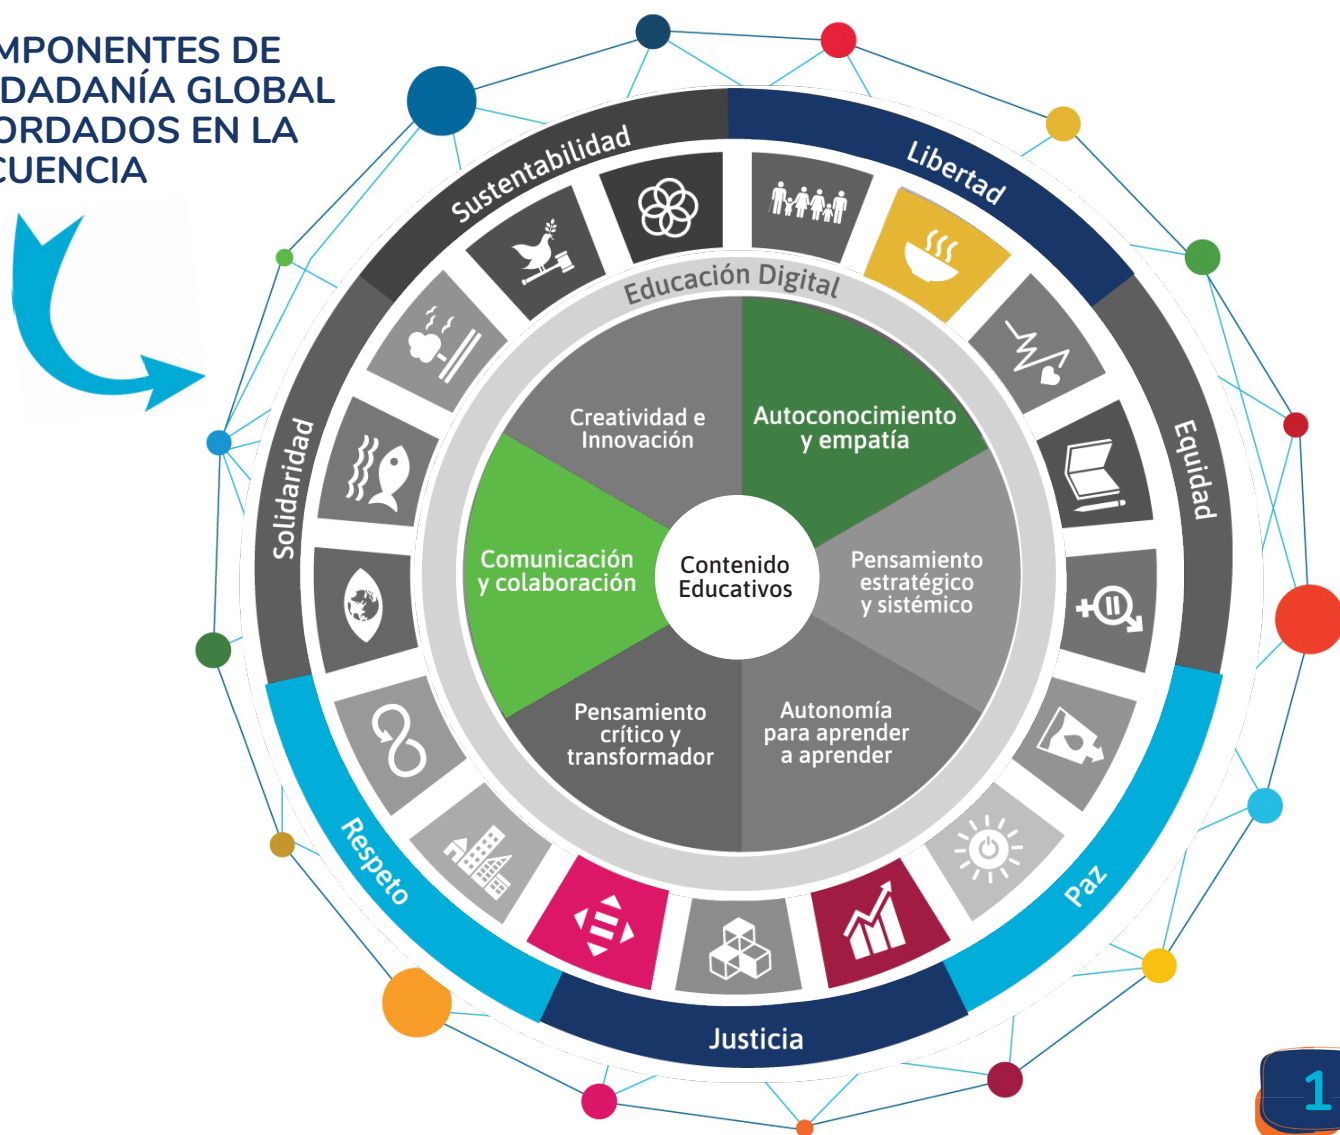 MPONENTES DE
DADANÍA GLOBAL
ORDADOS EN LA
CUENCIA
Sustentabilidad
Libertad
Educación Digital
Solidaridad
Equidad
Creatividad e
Innovación
Autoconocimiento
y empatía
Comunicación
y colaboración
Contenido
Educativos
Pensamiento
estratégico
y sistémico
Pensamiento
crítico y
transformador
Autonomía
para aprender
a aprender
Respeto
Paz
Justicia
1